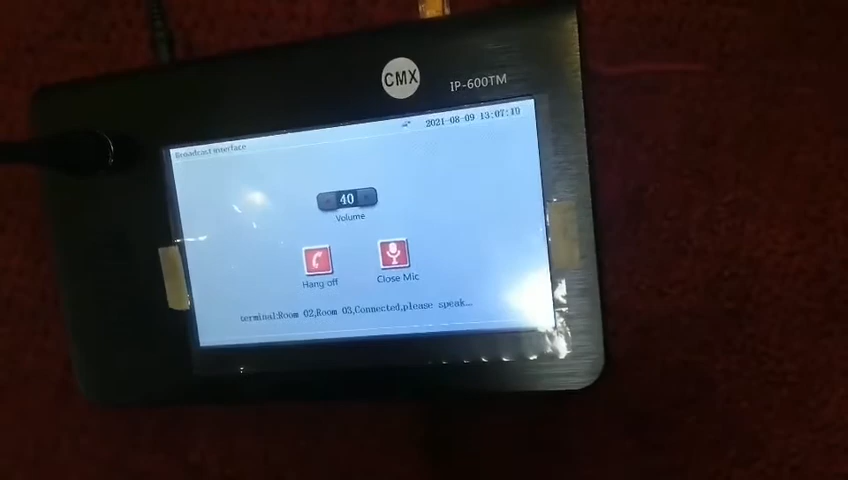 CMX
IP-600TM
2021-08-09 13:07:10
Broadcast interface
40
Volume
Hang off
Close Mic
terminal:Room 02,Room 03,Connected,please speak...